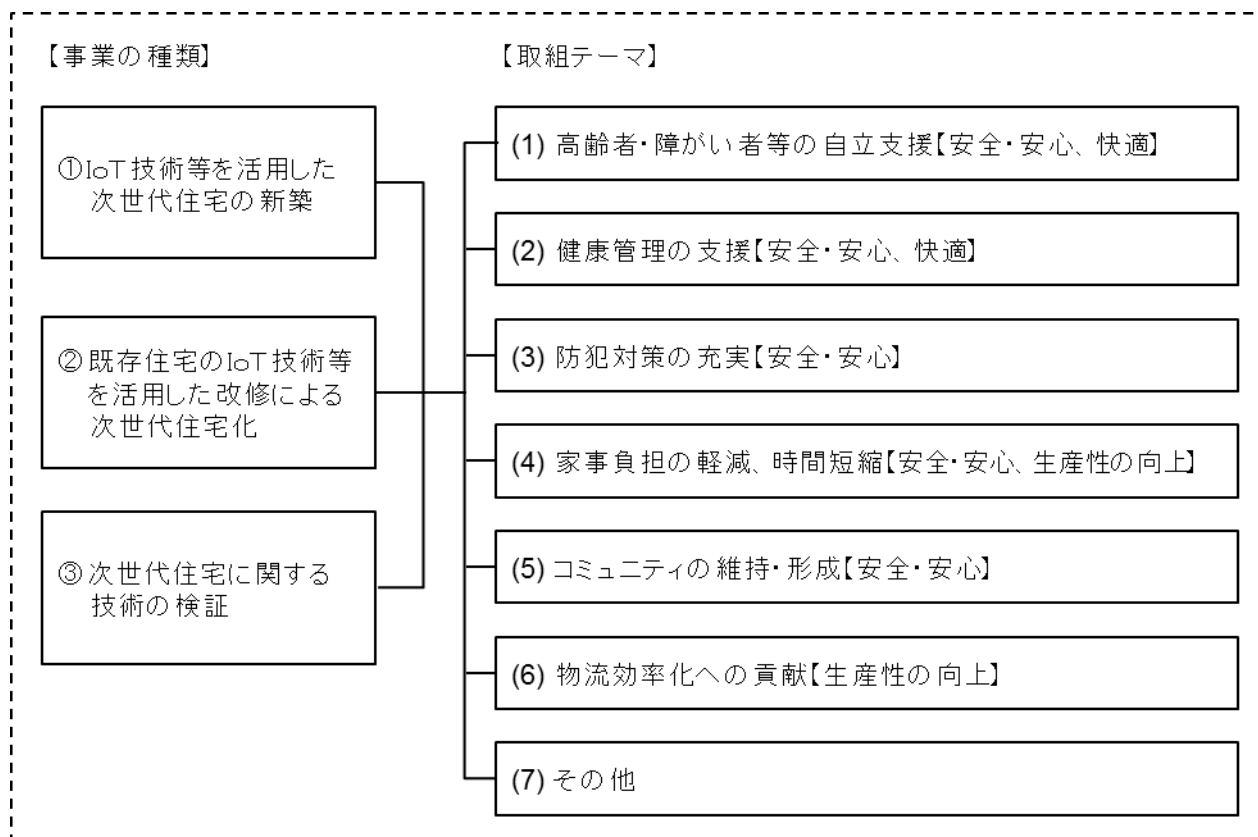 【事業の種類】
①IoT技術等を活用した
次世代住宅の新築
②既存住宅のIoT技術等
を活用した改修による
次世代住宅化
③次世代住宅に関する
技術の検証
【取組テーマ】
(1) 高齢者・障がい者等の自立支援【安全・安心、快適】
(2) 健康管理の支援【安全・安心、快適】
(3) 防犯対策の充実【安全・安心】
(4) 家事負担の軽減、時間短縮【安全・安心、生産性の向上】
(5) コミュニティの維持・形成【安全・安心】
(6) 物流効率化への貢献【生産性の向上】
(7) その他